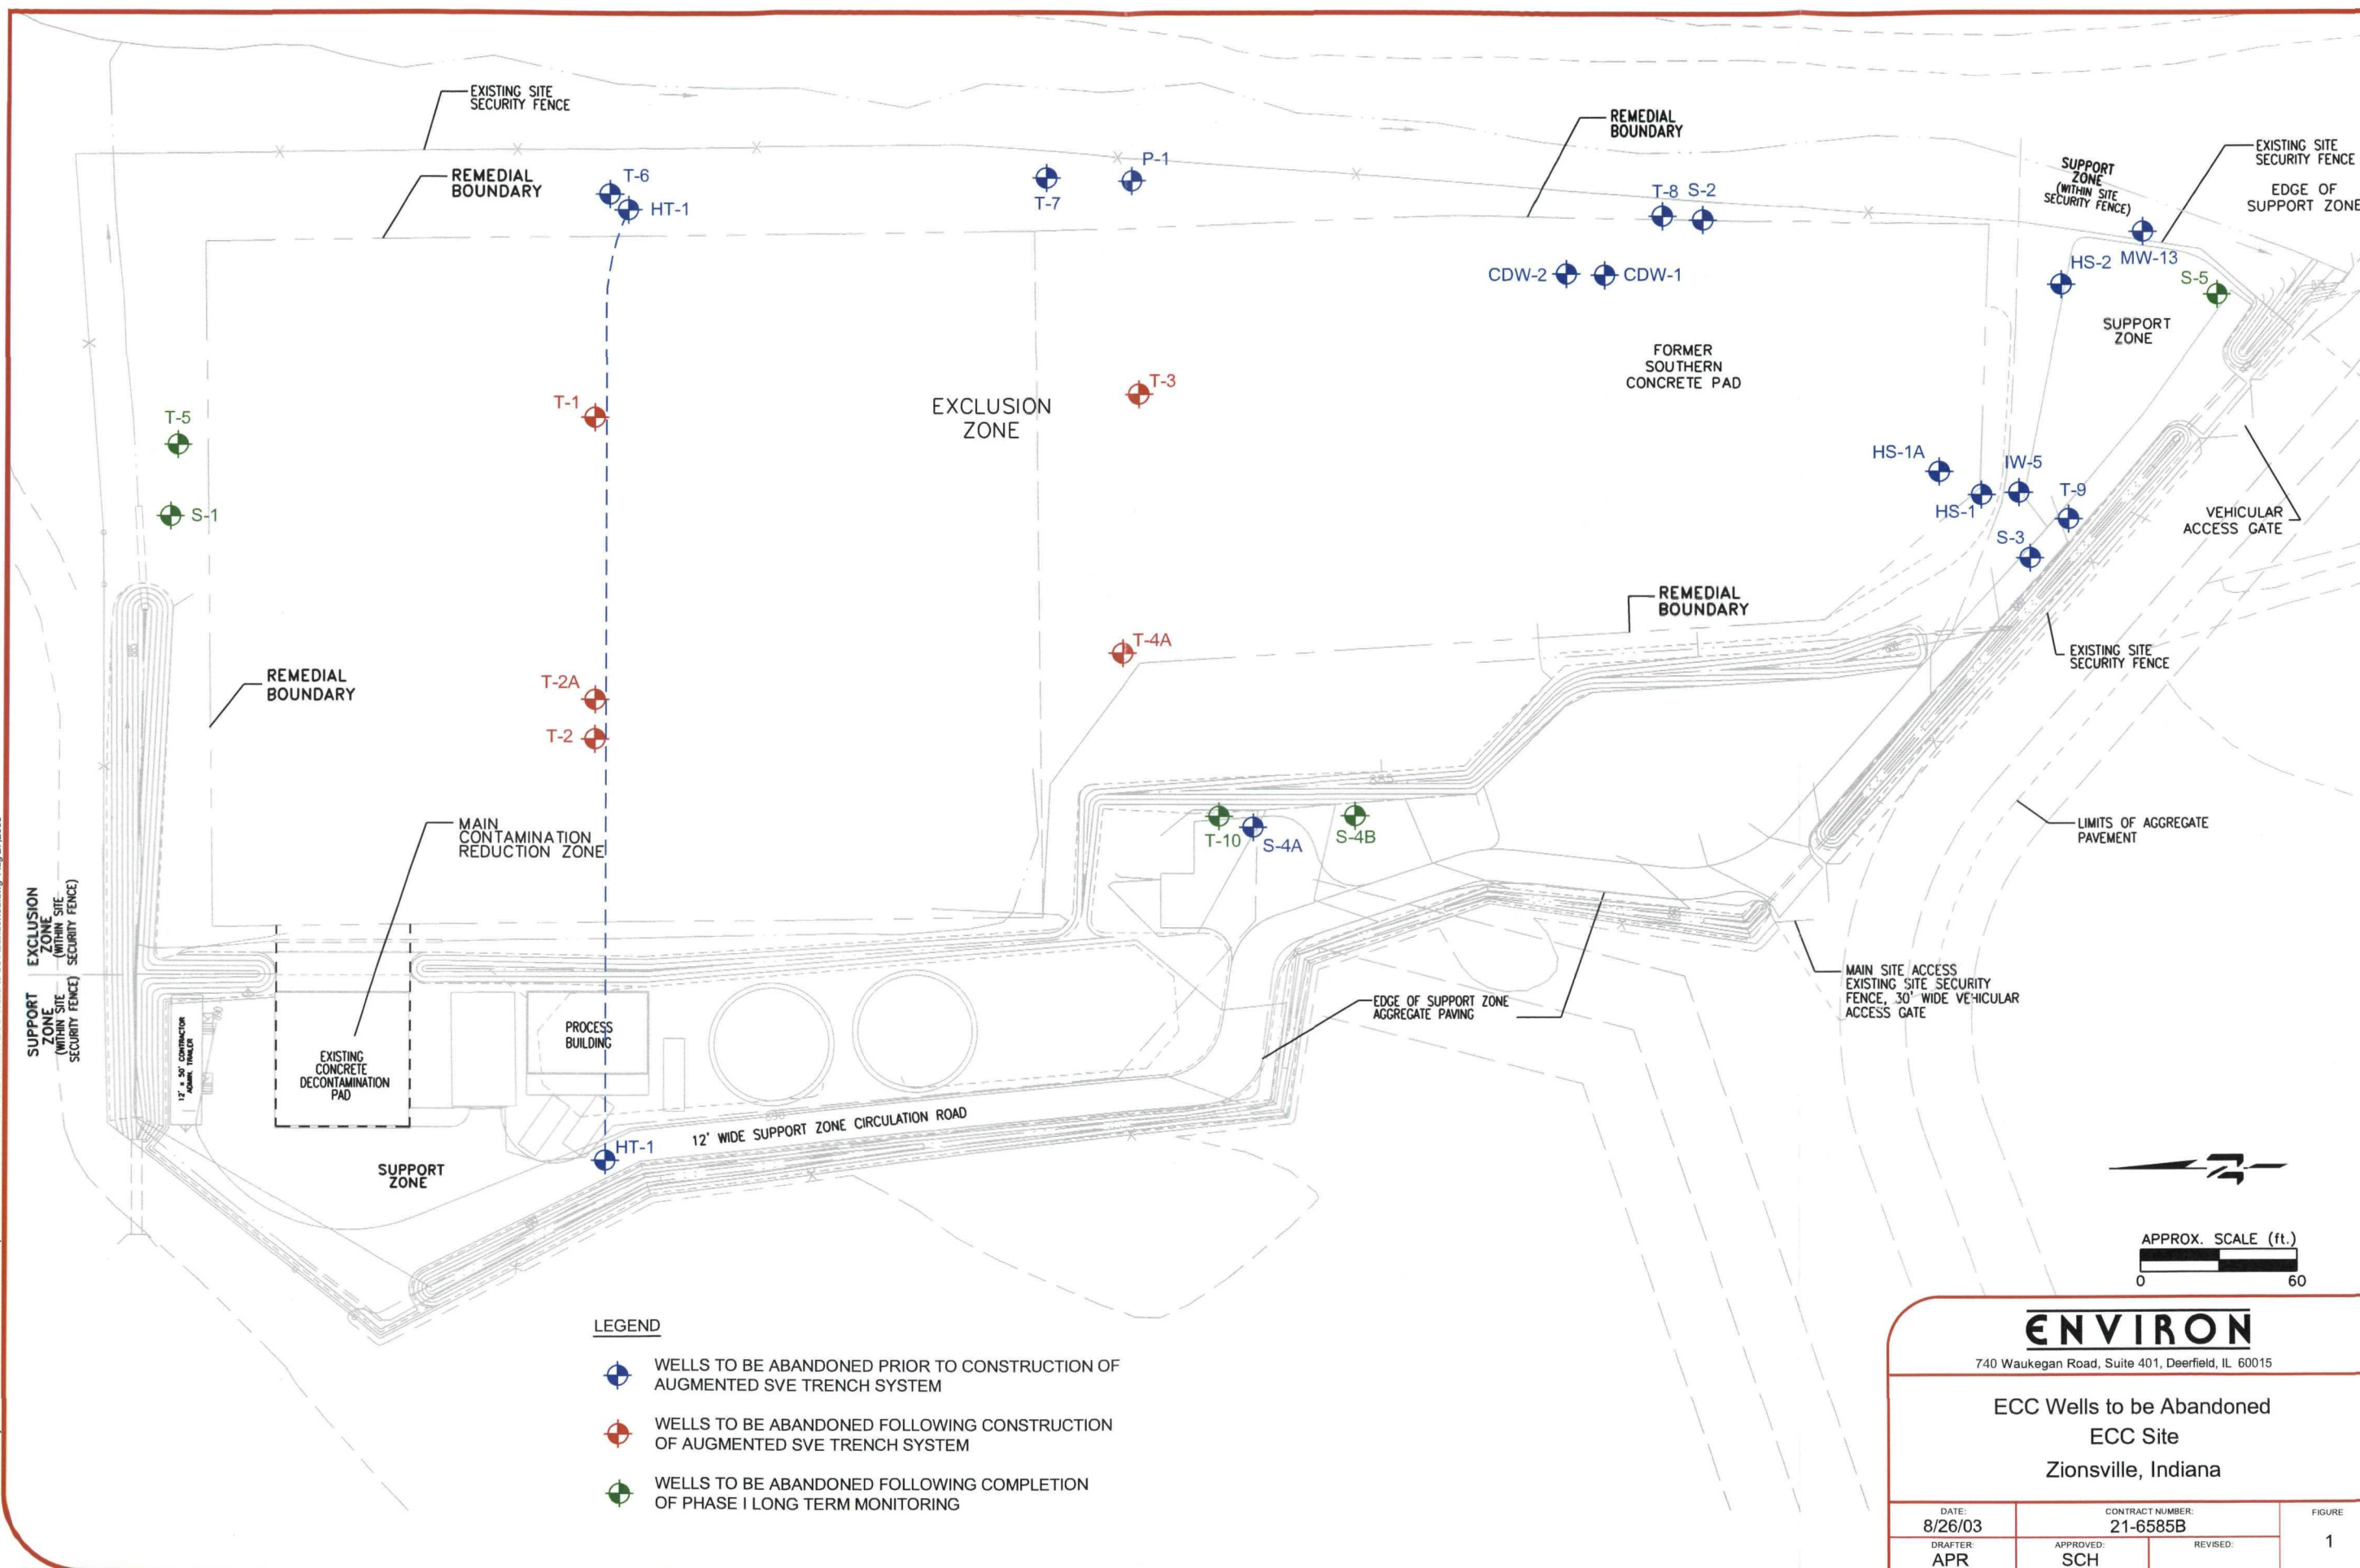 EXISTING SITE
SECURITY FENCE
REMEDIAL
BOUNDARY
T-6
HT-1
T-7
P-1
REMEDIAL
BOUNDARY
T-8
S-2
CDW-2
CDW-1
SUPPORT
ZONE
(WITHIN SITE
SECURITY FENCE)
EXISTING SITE
SECURITY FENCE
EDGE OF
SUPPORT ZONE
HS-2
MW-13
S-5
SUPPORT
ZONE
FORMER
SOUTHERN
CONCRETE PAD
T-3
EXCLUSION
ZONE
T-1
T-5
S-1
HS-1A
IW-5
HS-1
T-9
S-3
VEHICULAR
ACCESS GATE
REMEDIAL
BOUNDARY
T-4A
EXISTING SITE
SECURITY FENCE
REMEDIAL
BOUNDARY
T-2A
T-2
885
885
T-10
S-4A
S-4B
LIMITS OF AGGREGATE
PAVEMENT
MAIN
CONTAMINATION
REDUCTION ZONE
EXCLUSION
ZONE
(WITHIN SITE
SECURITY FENCE)
SUPPORT
ZONE
(WITHIN SITE
SECURITY FENCE)
12' x 50' CONTRACTOR
ADMIN. TRAILER
EXISTING
CONCRETE
DECONTAMINATION
PAD
PROCESS
BUILDING
EDGE OF SUPPORT ZONE
AGGREGATE PAVING
MAIN SITE ACCESS
EXISTING SITE SECURITY
FENCE, 30' WIDE VEHICULAR
ACCESS GATE
12' WIDE SUPPORT ZONE CIRCULATION ROAD
HT-1
SUPPORT
ZONE
APPROX. SCALE (ft.)
0 60
LEGEND
WELLS TO BE ABANDONED PRIOR TO CONSTRUCTION OF
AUGMENTED SVE TRENCH SYSTEM
WELLS TO BE ABANDONED FOLLOWING CONSTRUCTION
OF AUGMENTED SVE TRENCH SYSTEM
WELLS TO BE ABANDONED FOLLOWING COMPLETION
OF PHASE I LONG TERM MONITORING
ENVIRON
740 Waukegan Road, Suite 401, Deerfield, IL 60015
ECC Wells to be Abandoned
ECC Site
Zionsville, Indiana
DATE:
8/26/03
CONTRACT NUMBER:
21-6585B
FIGURE
1
DRAFTER:
APR
APPROVED:
SCH
REVISED: